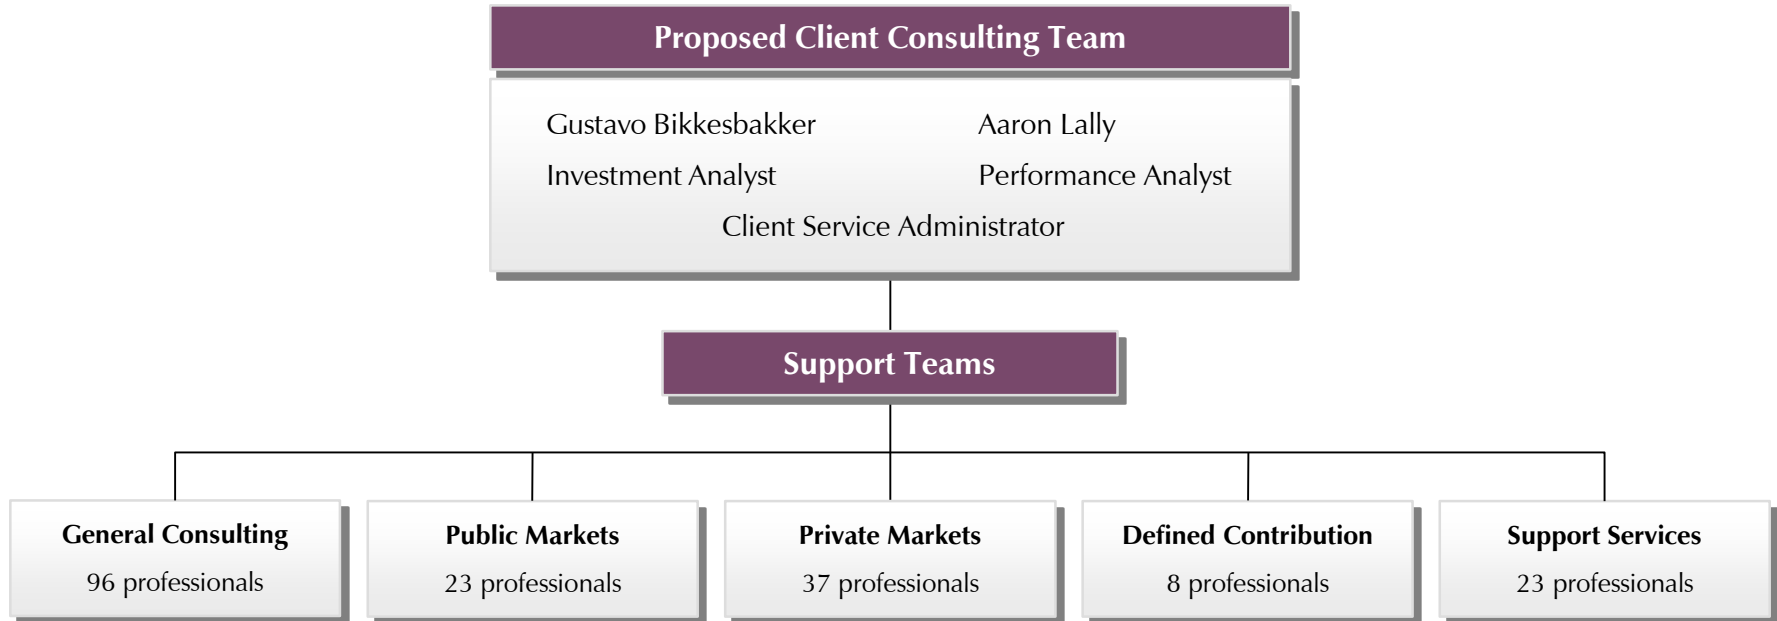 Proposed Client Consulting Team
Gustavo Bikkesbakker
Aaron Lally
Investment Analyst
Performance Analyst
Client Service Administrator
Support Teams
General Consulting
96 professionals
Public Markets
23 professionals
Private Markets
37 professionals
Defined Contribution
8 professionals
Support Services
23 professionals